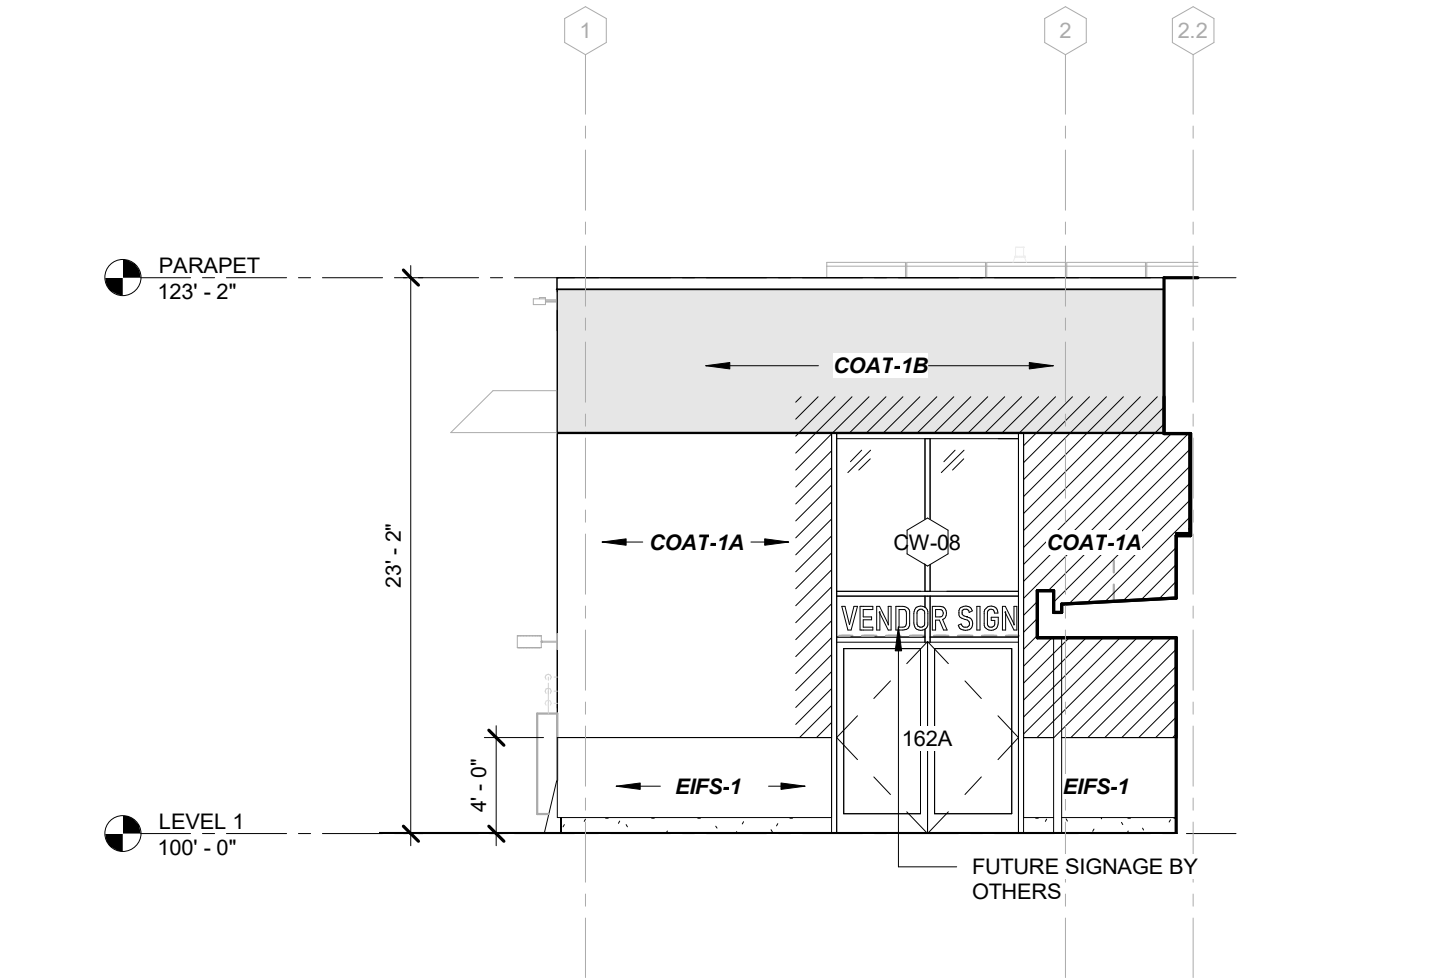 1
2
2.2
PARAPET
123' - 2"
COAT-1B
23' - 2"
COAT-1A
CW-08
COAT-1A
VENDOR SIGN
162A
4' - 0"
EIFS-1
EIFS-1
LEVEL 1
100' - 0"
FUTURE SIGNAGE BY
OTHERS